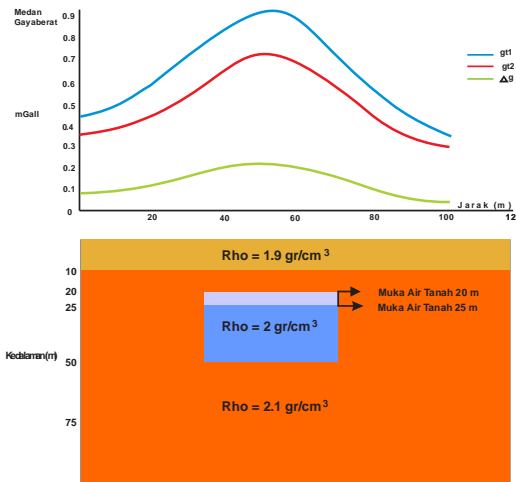 Medan
Gayaberat
mGall
0.9
0.8
0.7
0.6
0.5
0.4
0.3
0.2
0.1
0
gt1
gt2
Δg
Jarak (m)
20
40
60
80
100
12
Rho = 1.9 gr/cm³
10
20
25
Muka Air Tanah 20 m
Muka Air Tanah 25 m
Rho = 2 gr/cm³
Kedalaman(m)
50
Rho = 2.1 gr/cm³
75